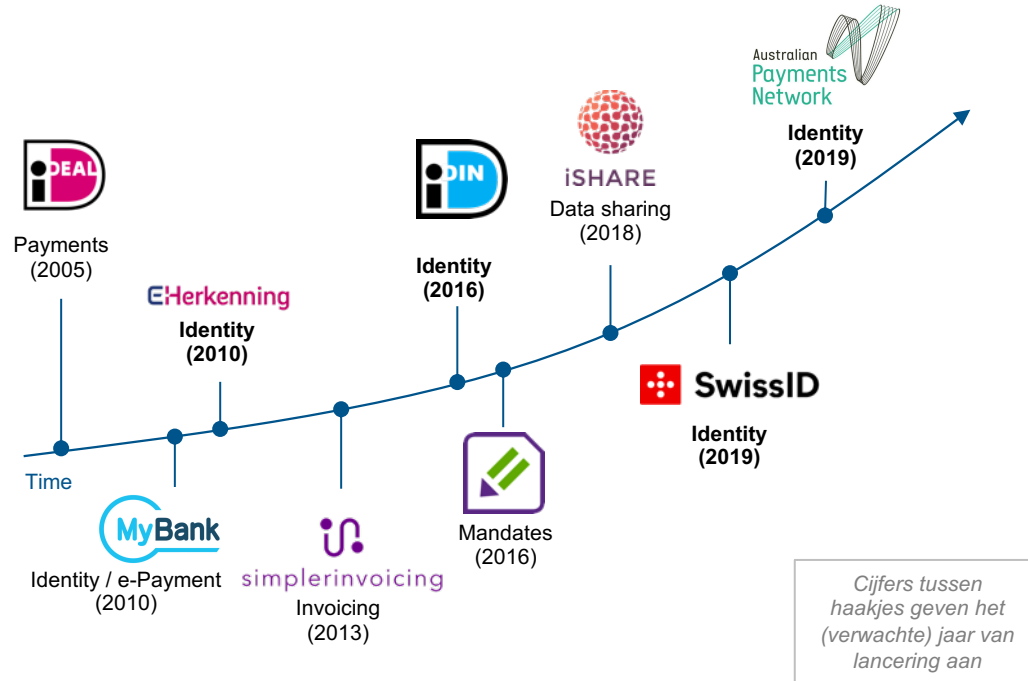 iDEAL
Payments
(2005)
EHerkenning
Identity
(2010)
iDIN
Identity
(2016)
iSHARE
Data sharing
(2018)
Australian
Payments
Network
Identity
(2019)
Time
MyBank
Identity / e-Payment
(2010)
simplerinvoicing
Invoicing
(2013)
Mandates
(2016)
SwissID
Identity
(2019)
Cijfers tussen
haakjes geven het
(verwachte) jaar van
lancering aan